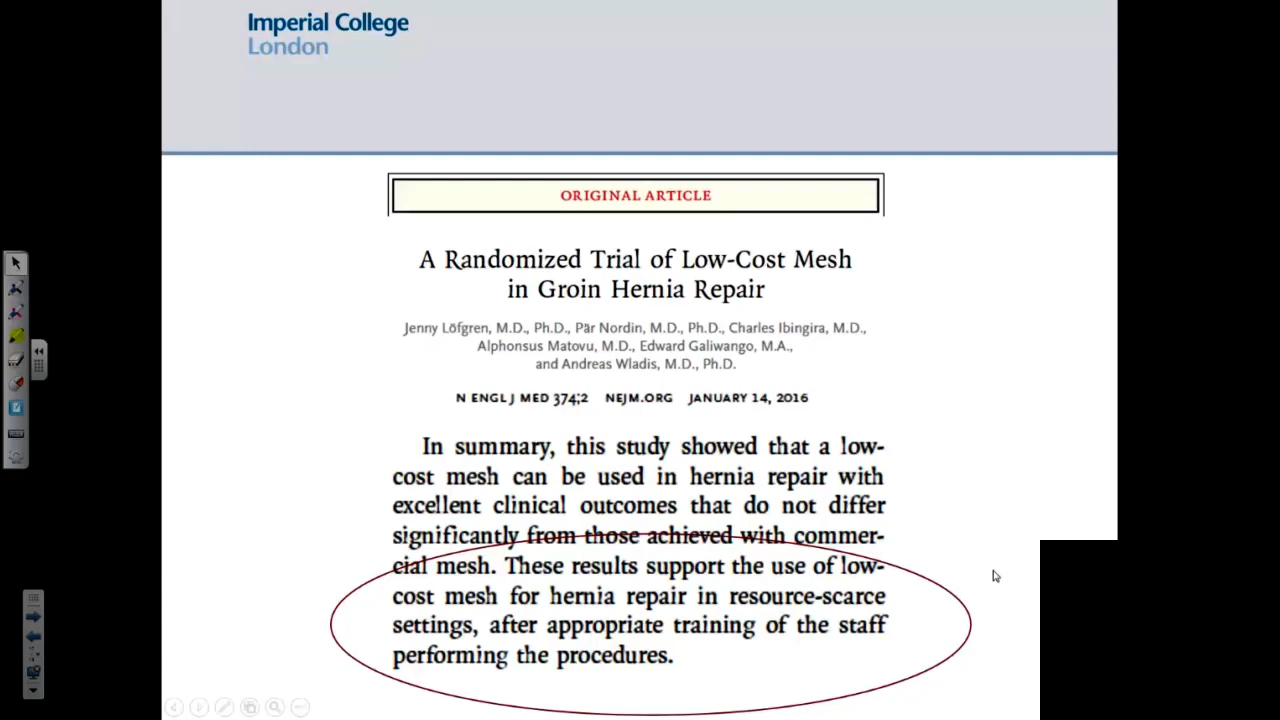 Imperial College
London
ORIGINAL ARTICLE
A Randomized Trial of Low-Cost Mesh
in Groin Hernia Repair
Jenny Löfgren, M.D., Ph.D., Pär Nordin, M.D., Ph.D., Charles Ibingira, M.D.,
Alphonsus Matovu, M.D., Edward Galiwango, M.A.,
and Andreas Wladis, M.D., Ph.D.
N ENGL J MED 374;2 NEJM.ORG JANUARY 14, 2016
In summary, this study showed that a low-
cost mesh can be used in hernia repair with
excellent clinical outcomes that do not differ
significantly from those achieved with commer-
cial mesh. These results support the use of low-
cost mesh for hernia repair in resource-scarce
settings, after appropriate training of the staff
performing the procedures.